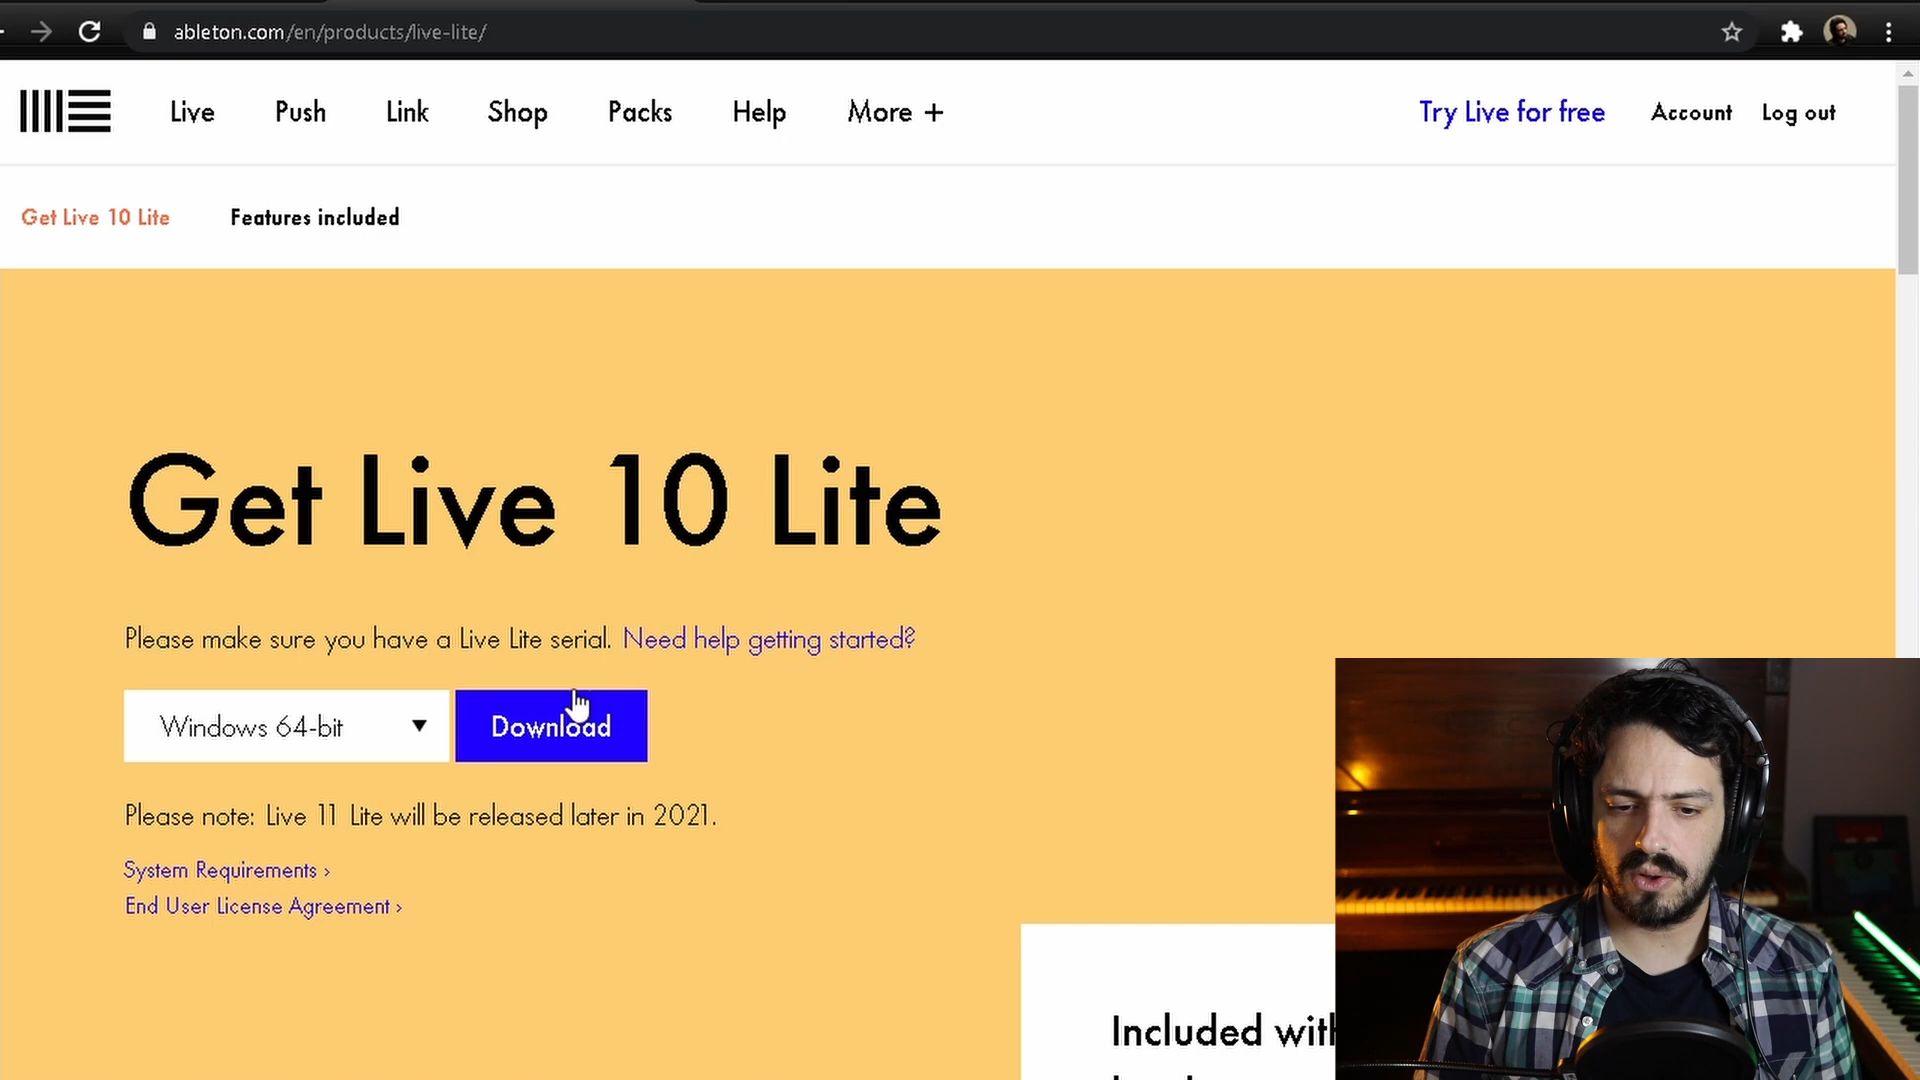 ableton.com/en/products/live-lite/
Live Push Link Shop Packs Help More + Try Live for free Account Log out
Get Live 10 Lite Features included
Get Live 10 Lite
Please make sure you have a Live Lite serial. Need help getting started?
Windows 64-bit Download
Please note: Live 11 Lite will be released later in 2021.
System Requirements ›
End User License Agreement ›
Included with